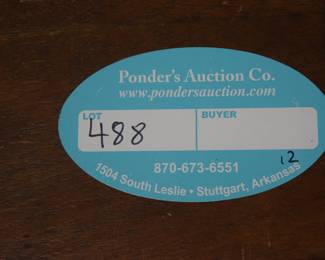 Ponder's Auction Co.
www.pondersauction.com
LOT BUYER
488
870-673-6551
12
1504 South Leslie • Stuttgart, Arkansas